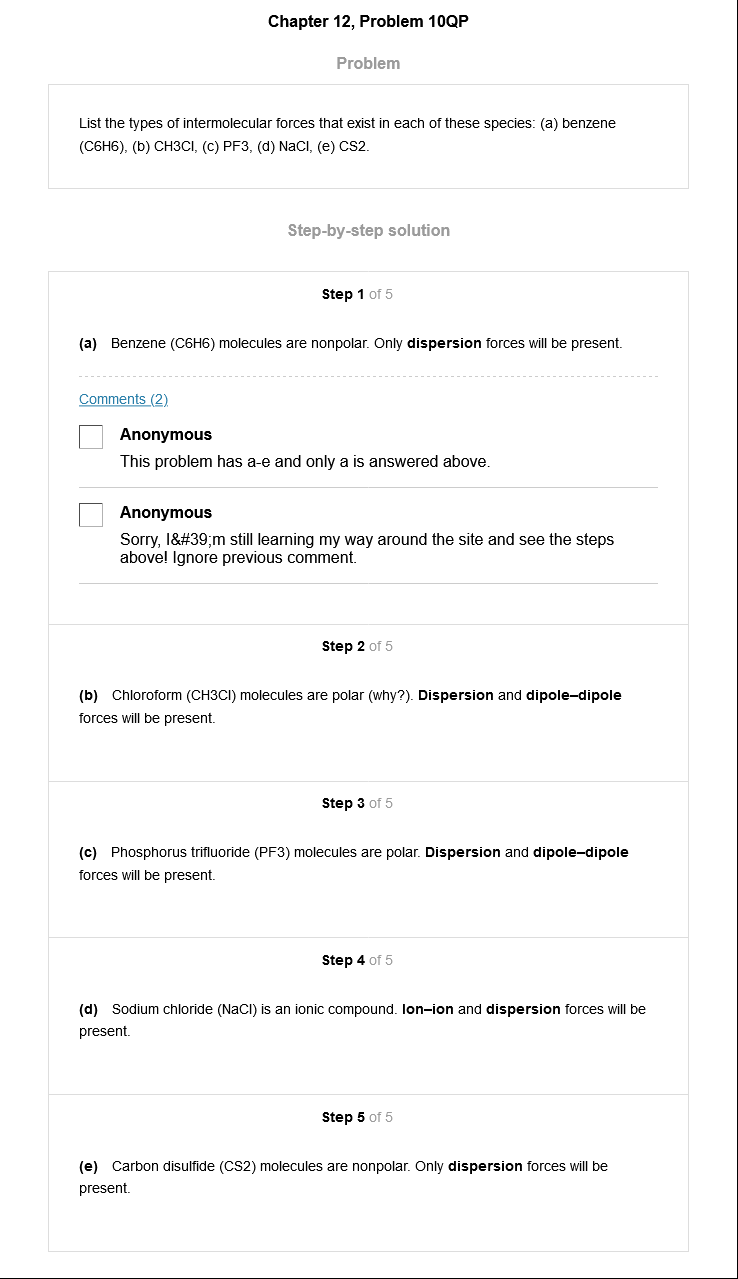 Chapter 12, Problem 10QP
Problem
List the types of intermolecular forces that exist in each of these species: (a) benzene
(C6H6), (b) CH3Cl, (c) PF3, (d) NaCl, (e) CS2.
Step-by-step solution
Step 1 of 5
(a) Benzene (C6H6) molecules are nonpolar. Only dispersion forces will be present.
Comments (2)
Anonymous
This problem has a-e and only a is answered above.
Anonymous
Sorry, I&#39;m still learning my way around the site and see the steps
above! Ignore previous comment.
Step 2 of 5
(b) Chloroform (CH3Cl) molecules are polar (why?). Dispersion and dipole–dipole
forces will be present.
Step 3 of 5
(c) Phosphorus trifluoride (PF3) molecules are polar. Dispersion and dipole–dipole
forces will be present.
Step 4 of 5
(d) Sodium chloride (NaCl) is an ionic compound. Ion–ion and dispersion forces will be
present.
Step 5 of 5
(e) Carbon disulfide (CS2) molecules are nonpolar. Only dispersion forces will be
present.